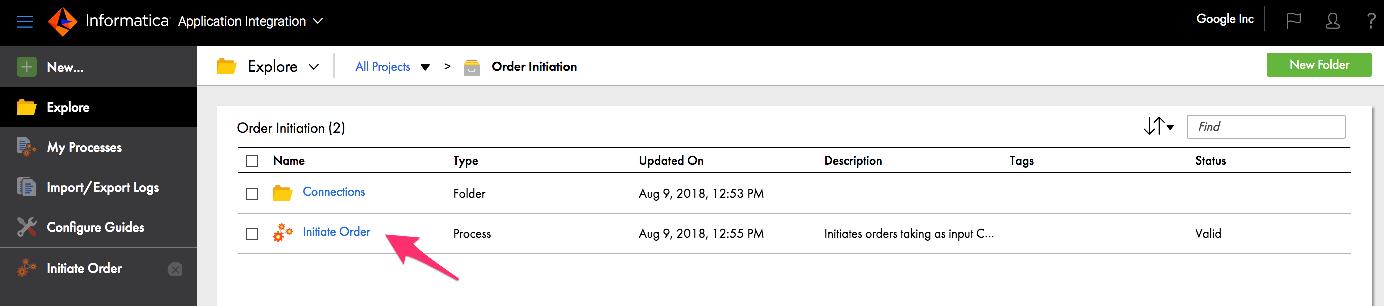 Informatica Application Integration
Google Inc
?
New...
Explore
My Processes
Import/Export Logs
Configure Guides
Initiate Order
Explore All Projects > Order Initiation
New Folder
Order Initiation (2)
Find
Name Type Updated On Description Tags Status
Connections Folder Aug 9, 2018, 12:53 PM
Initiate Order Process Aug 9, 2018, 12:55 PM Initiates orders taking as input C... Valid